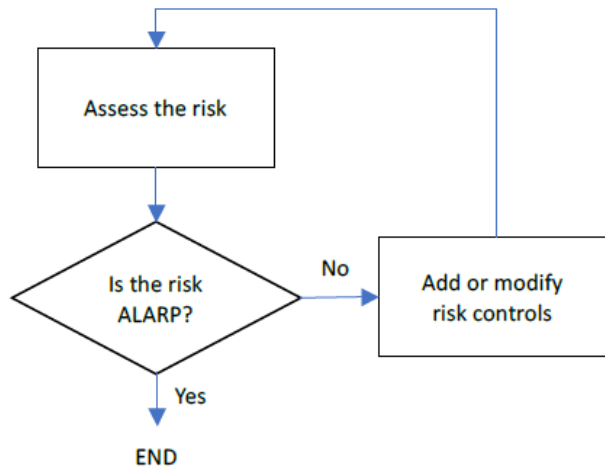 Assess the risk
Is the risk
ALARP?
No
Add or modify
risk controls
Yes
END